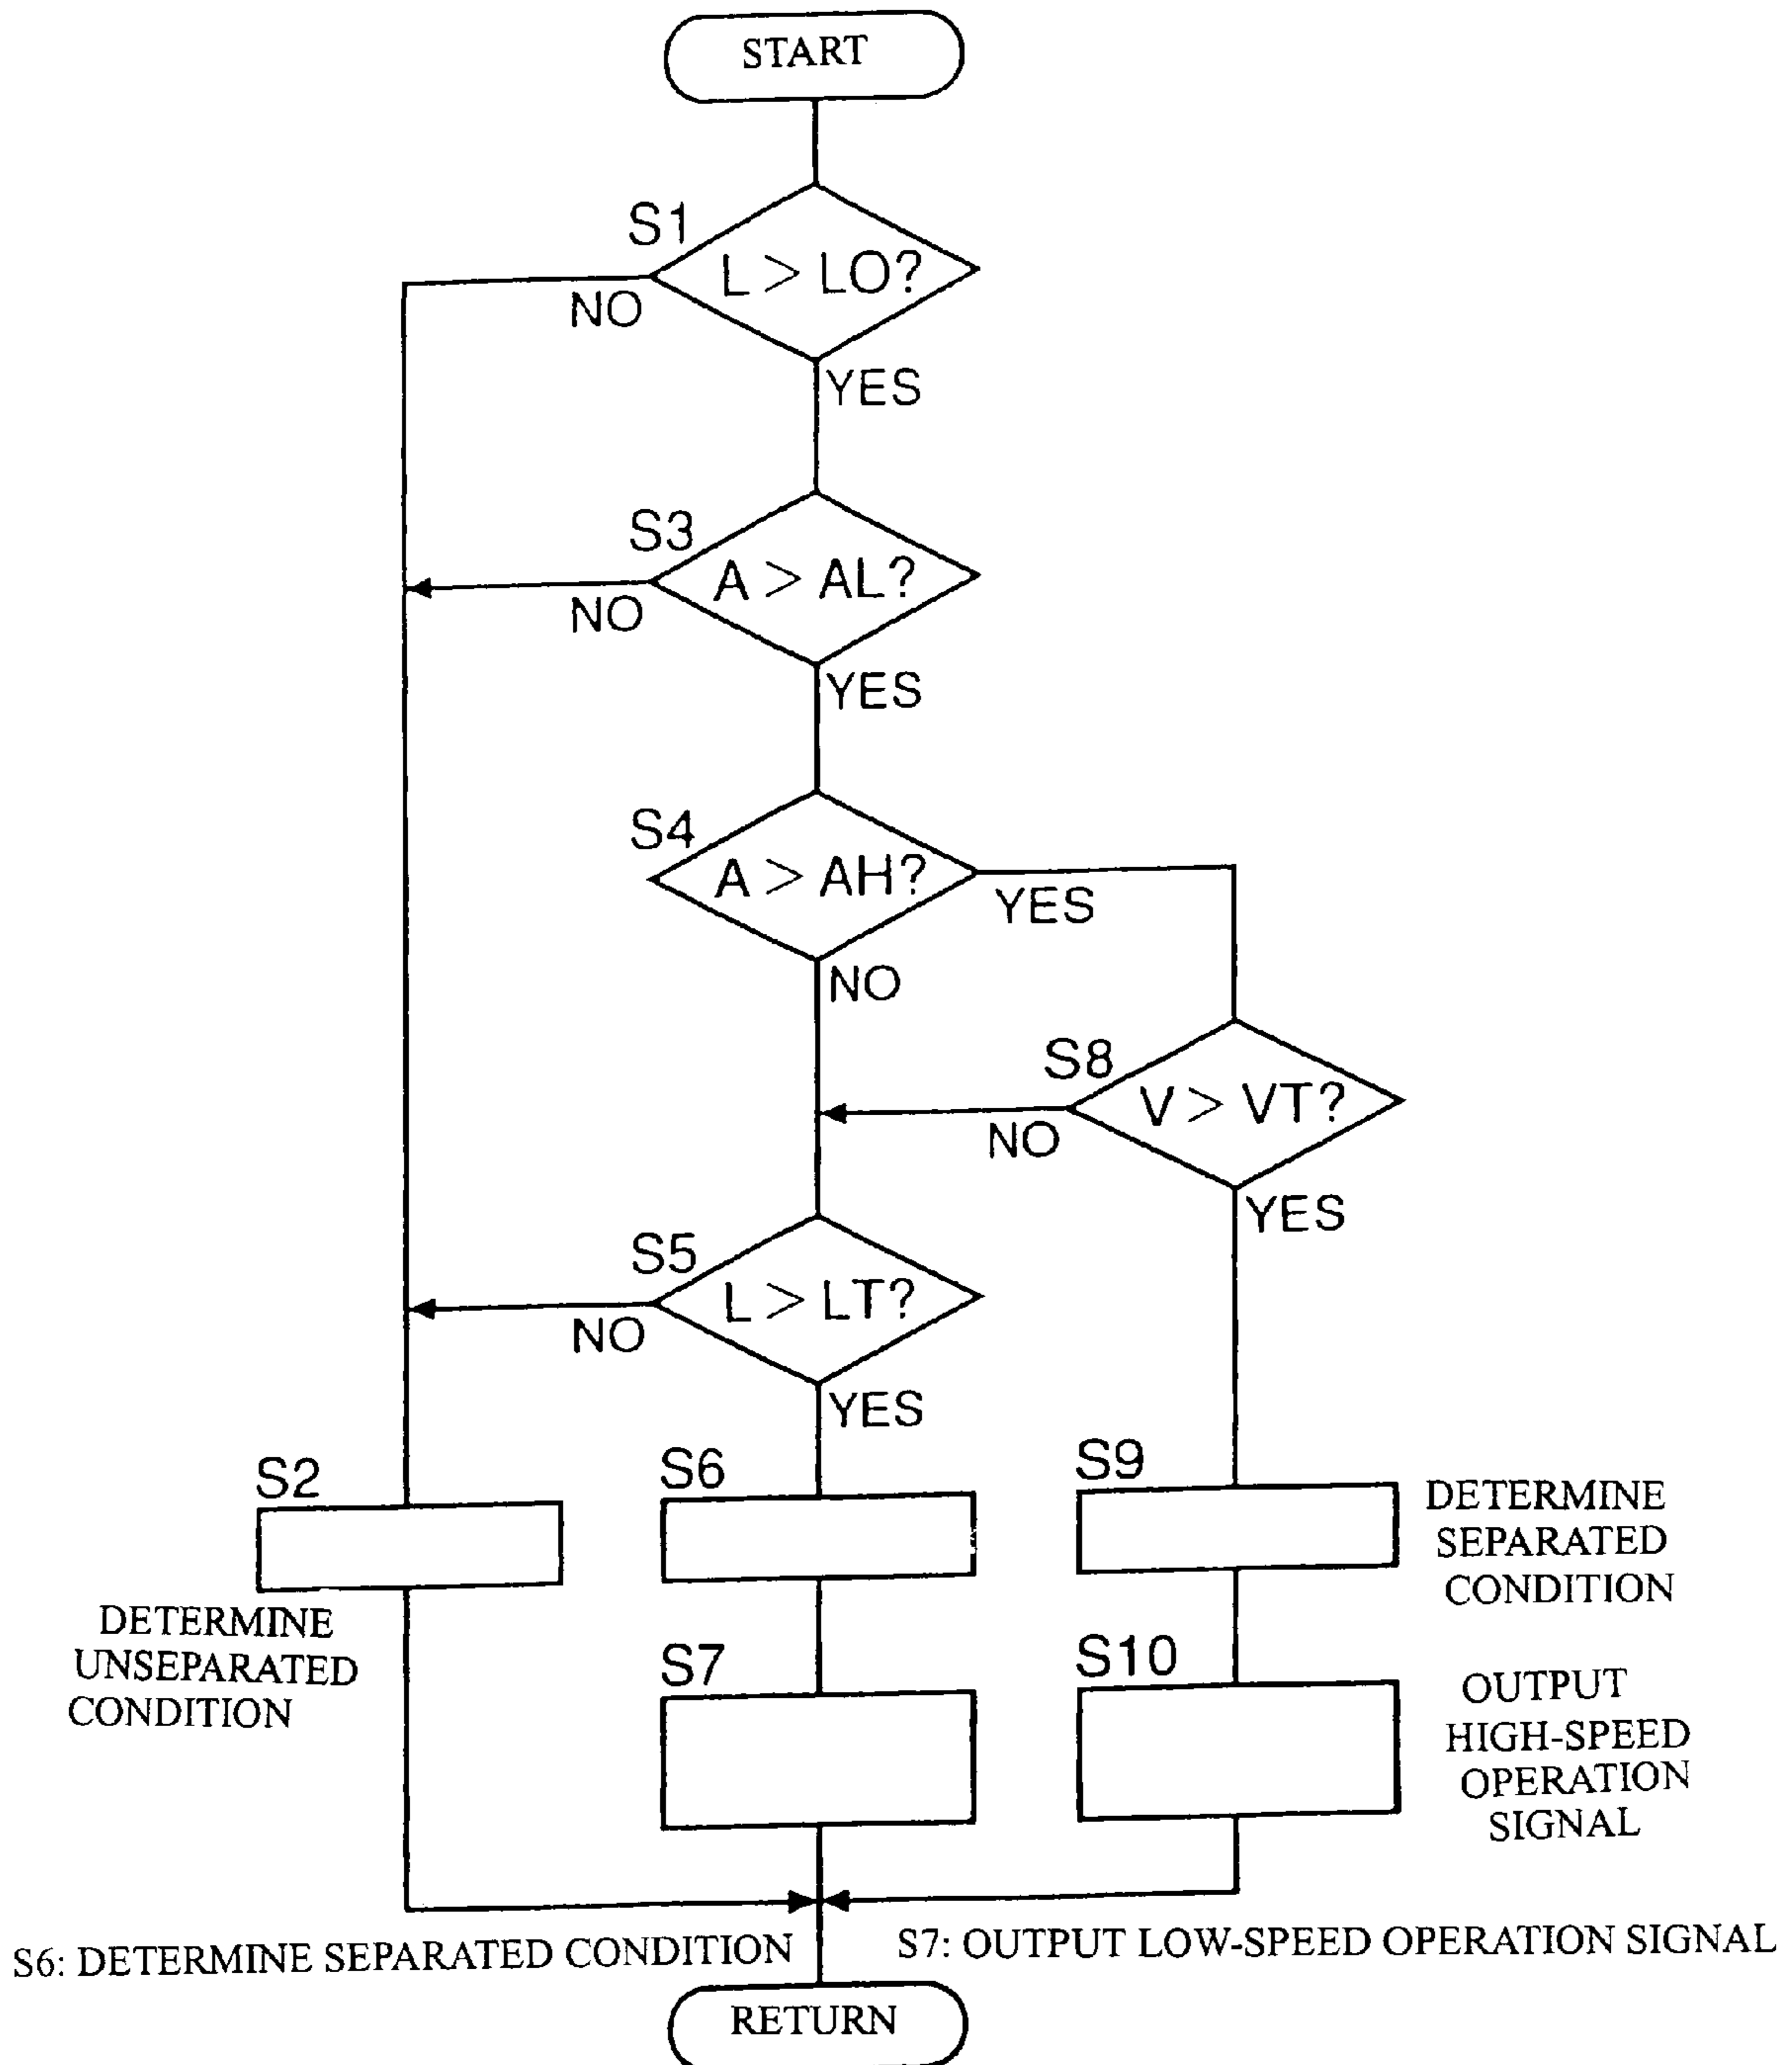 START
S1
L > LO?
NO
YES
S3
A > AL?
NO
YES
S4
A > AH?
YES
NO
S8
V > VT?
NO
YES
S5
L > LT?
NO
YES
S2
S6
S9
DETERMINE
SEPARATED
CONDITION
DETERMINE
UNSEPARATED
CONDITION
S7
S10
OUTPUT
HIGH-SPEED
OPERATION
SIGNAL
S6: DETERMINE SEPARATED CONDITION
S7: OUTPUT LOW-SPEED OPERATION SIGNAL
RETURN